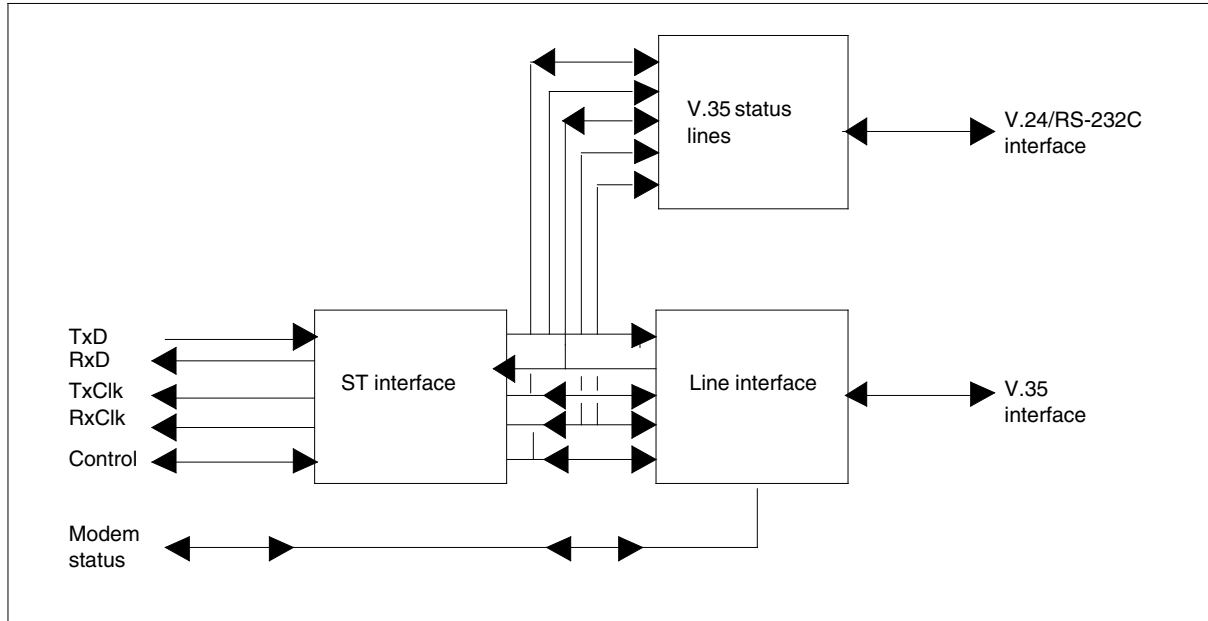 V.35 status
lines
V.24/RS-232C
interface
TxD
RxD
TxClk
RxClk
Control
ST interface
Line interface
V.35
interface
Modem
status